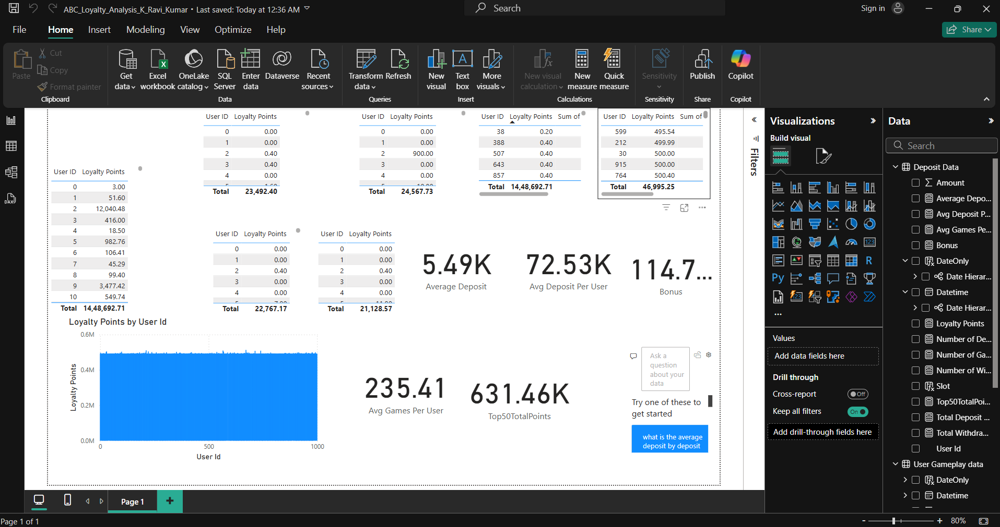 ABC_Loyalty_Analysis_K_Ravi_Kumar • Last saved: Today at 12:36 AM
Search
Sign in
File Home Insert Modeling View Optimize Help
Share
Paste
Cut
Copy
Format painter
Clipboard
Get data
Excel workbook
OneLake catalog
SQL Server
Enter data
Dataverse
Recent sources
Data
Transform data
Refresh
Queries
New visual
Text box
More visuals
Insert
New visual calculation
New measure
Quick measure
Calculations
Sensitivity
Sensitivity
Publish
Share
Copilot
Copilot
User ID Loyalty Points
0 0.00
1 0.00
2 0.40
3 0.40
4 0.00
Total 23,492.40
User ID Loyalty Points
0 0.00
1 0.00
2 900.00
3 0.00
4 0.00
Total 24,567.73
User ID Loyalty Points Sum of
38 0.20
388 0.40
507 0.40
643 0.40
857 0.40
Total 14,48,692.71
User ID Loyalty Points Sum of
599 495.54
212 499.99
30 500.00
915 500.00
764 500.40
Total 46,995.25
User ID Loyalty Points
0 3.00
1 51.60
2 12,040.48
3 416.00
4 18.50
5 982.76
6 106.41
7 45.29
8 99.40
9 3,477.42
10 549.74
Total 14,48,692.71
User ID Loyalty Points
0 0.00
1 0.00
2 0.40
3 0.00
4 0.00
Total 22,767.17
User ID Loyalty Points
0 0.00
1 0.00
2 0.40
3 0.00
4 0.00
Total 21,128.57
5.49K
Average Deposit
72.53K
Avg Deposit Per User
114.7...
Bonus
Loyalty Points by User Id
0.6M
0.4M
0.2M
0.0M
Loyalty Points
0 500 1000
User Id
235.41
Avg Games Per User
631.46K
Top50TotalPoints
Ask a
question
about your
data
Try one of these to
get started
what is the average
deposit by deposit
Filters
Visualizations
Build visual
123
R
Py
123
...
Values
Add data fields here
Drill through
Cross-report Off
Keep all filters On
Add drill-through fields here
Data
Search
Deposit Data
Amount
Average Depo...
Avg Deposit P...
Avg Games Pe...
Bonus
DateOnly
Date Hierar...
Datetime
Date Hierar...
Loyalty Points
Number of De...
Number of Ga...
Number of Wi...
Slot
Top50TotalPoi...
Total Deposit ...
Total Withdra...
User Id
User Gameplay data
DateOnly
Datetime
Page 1
Page 1 of 1
- + 80%